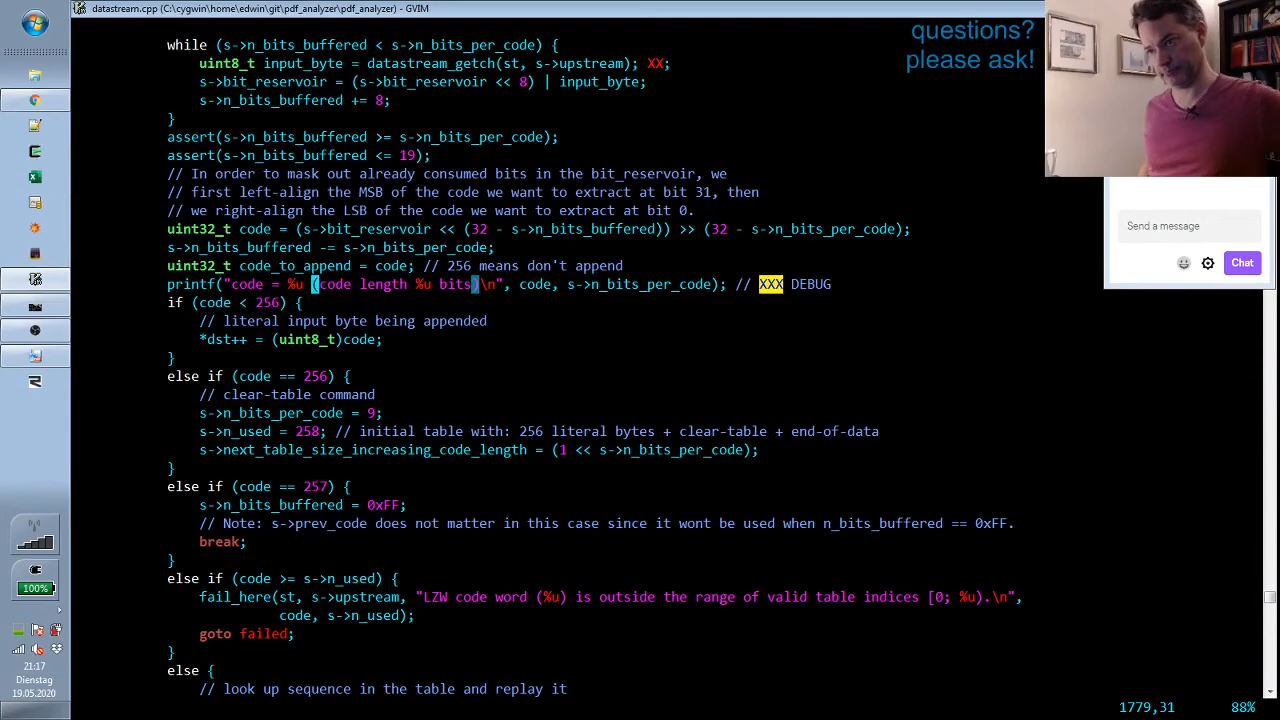 datastream.cpp (C:\cygwin\home\edwin\git\pdf_analyzer\pdf_analyzer) - GVIM
questions?
please ask!
while (s->n_bits_buffered < s->n_bits_per_code) {
uint8_t input_byte = datastream_getch(st, s->upstream); XX;
s->bit_reservoir = (s->bit_reservoir << 8) | input_byte;
s->n_bits_buffered += 8;
}
assert(s->n_bits_buffered >= s->n_bits_per_code);
assert(s->n_bits_buffered <= 19);
// In order to mask out already consumed bits in the bit_reservoir, we
// first left-align the MSB of the code we want to extract at bit 31, then
// we right-align the LSB of the code we want to extract at bit 0.
uint32_t code = (s->bit_reservoir << (32 - s->n_bits_buffered)) >> (32 - s->n_bits_per_code);
s->n_bits_buffered -= s->n_bits_per_code;
uint32_t code_to_append = code; // 256 means don't append
printf("code = %u (code length %u bits)\n", code, s->n_bits_per_code); // XXX DEBUG
if (code < 256) {
// literal input byte being appended
*dst++ = (uint8_t)code;
}
else if (code == 256) {
// clear-table command
s->n_bits_per_code = 9;
s->n_used = 258; // initial table with: 256 literal bytes + clear-table + end-of-data
s->next_table_size_increasing_code_length = (1 << s->n_bits_per_code);
}
else if (code == 257) {
s->n_bits_buffered = 0xFF;
// Note: s->prev_code does not matter in this case since it wont be used when n_bits_buffered == 0xFF.
break;
}
else if (code >= s->n_used) {
fail_here(st, s->upstream, "LZW code word (%u) is outside the range of valid table indices [0; %u).\n",
code, s->n_used);
goto failed;
}
else {
// look up sequence in the table and replay it
1779,31
88%
Send a message
Chat
100%
21:17
Dienstag
19.05.2020